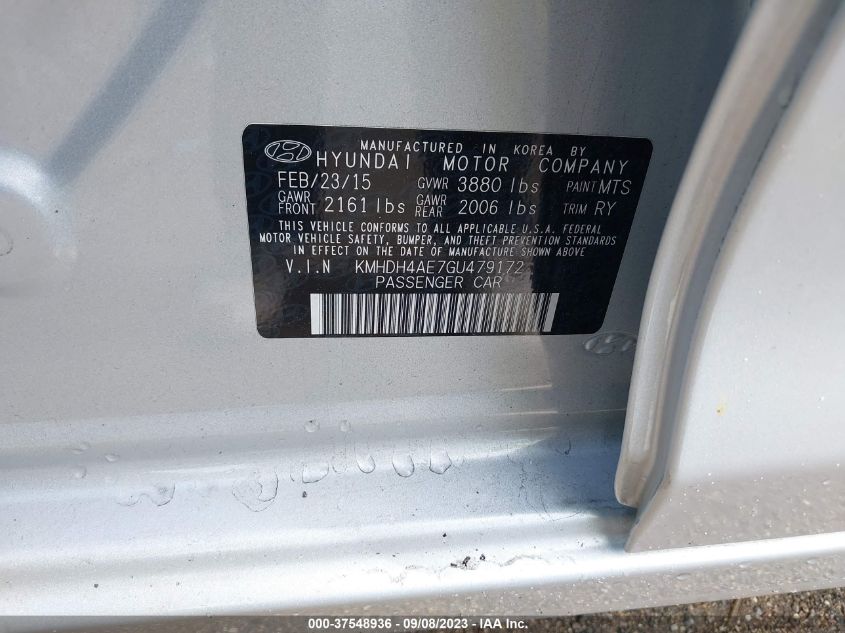 MANUFACTURED IN KOREA BY
HYUNDAI MOTOR COMPANY
FEB/23/15 GVWR 3880 lbs PAINT MTS
GAWR FRONT 2161 lbs GAWR REAR 2006 lbs TRIM RY
THIS VEHICLE CONFORMS TO ALL APPLICABLE U.S.A. FEDERAL
MOTOR VEHICLE SAFETY, BUMPER, AND THEFT PREVENTION STANDARDS
IN EFFECT ON THE DATE OF MANUFACTURE SHOWN ABOVE.
V.I.N KMHDH4AE7GU479172
PASSENGER CAR
000-37548936 - 09/08/2023 - IAA Inc.